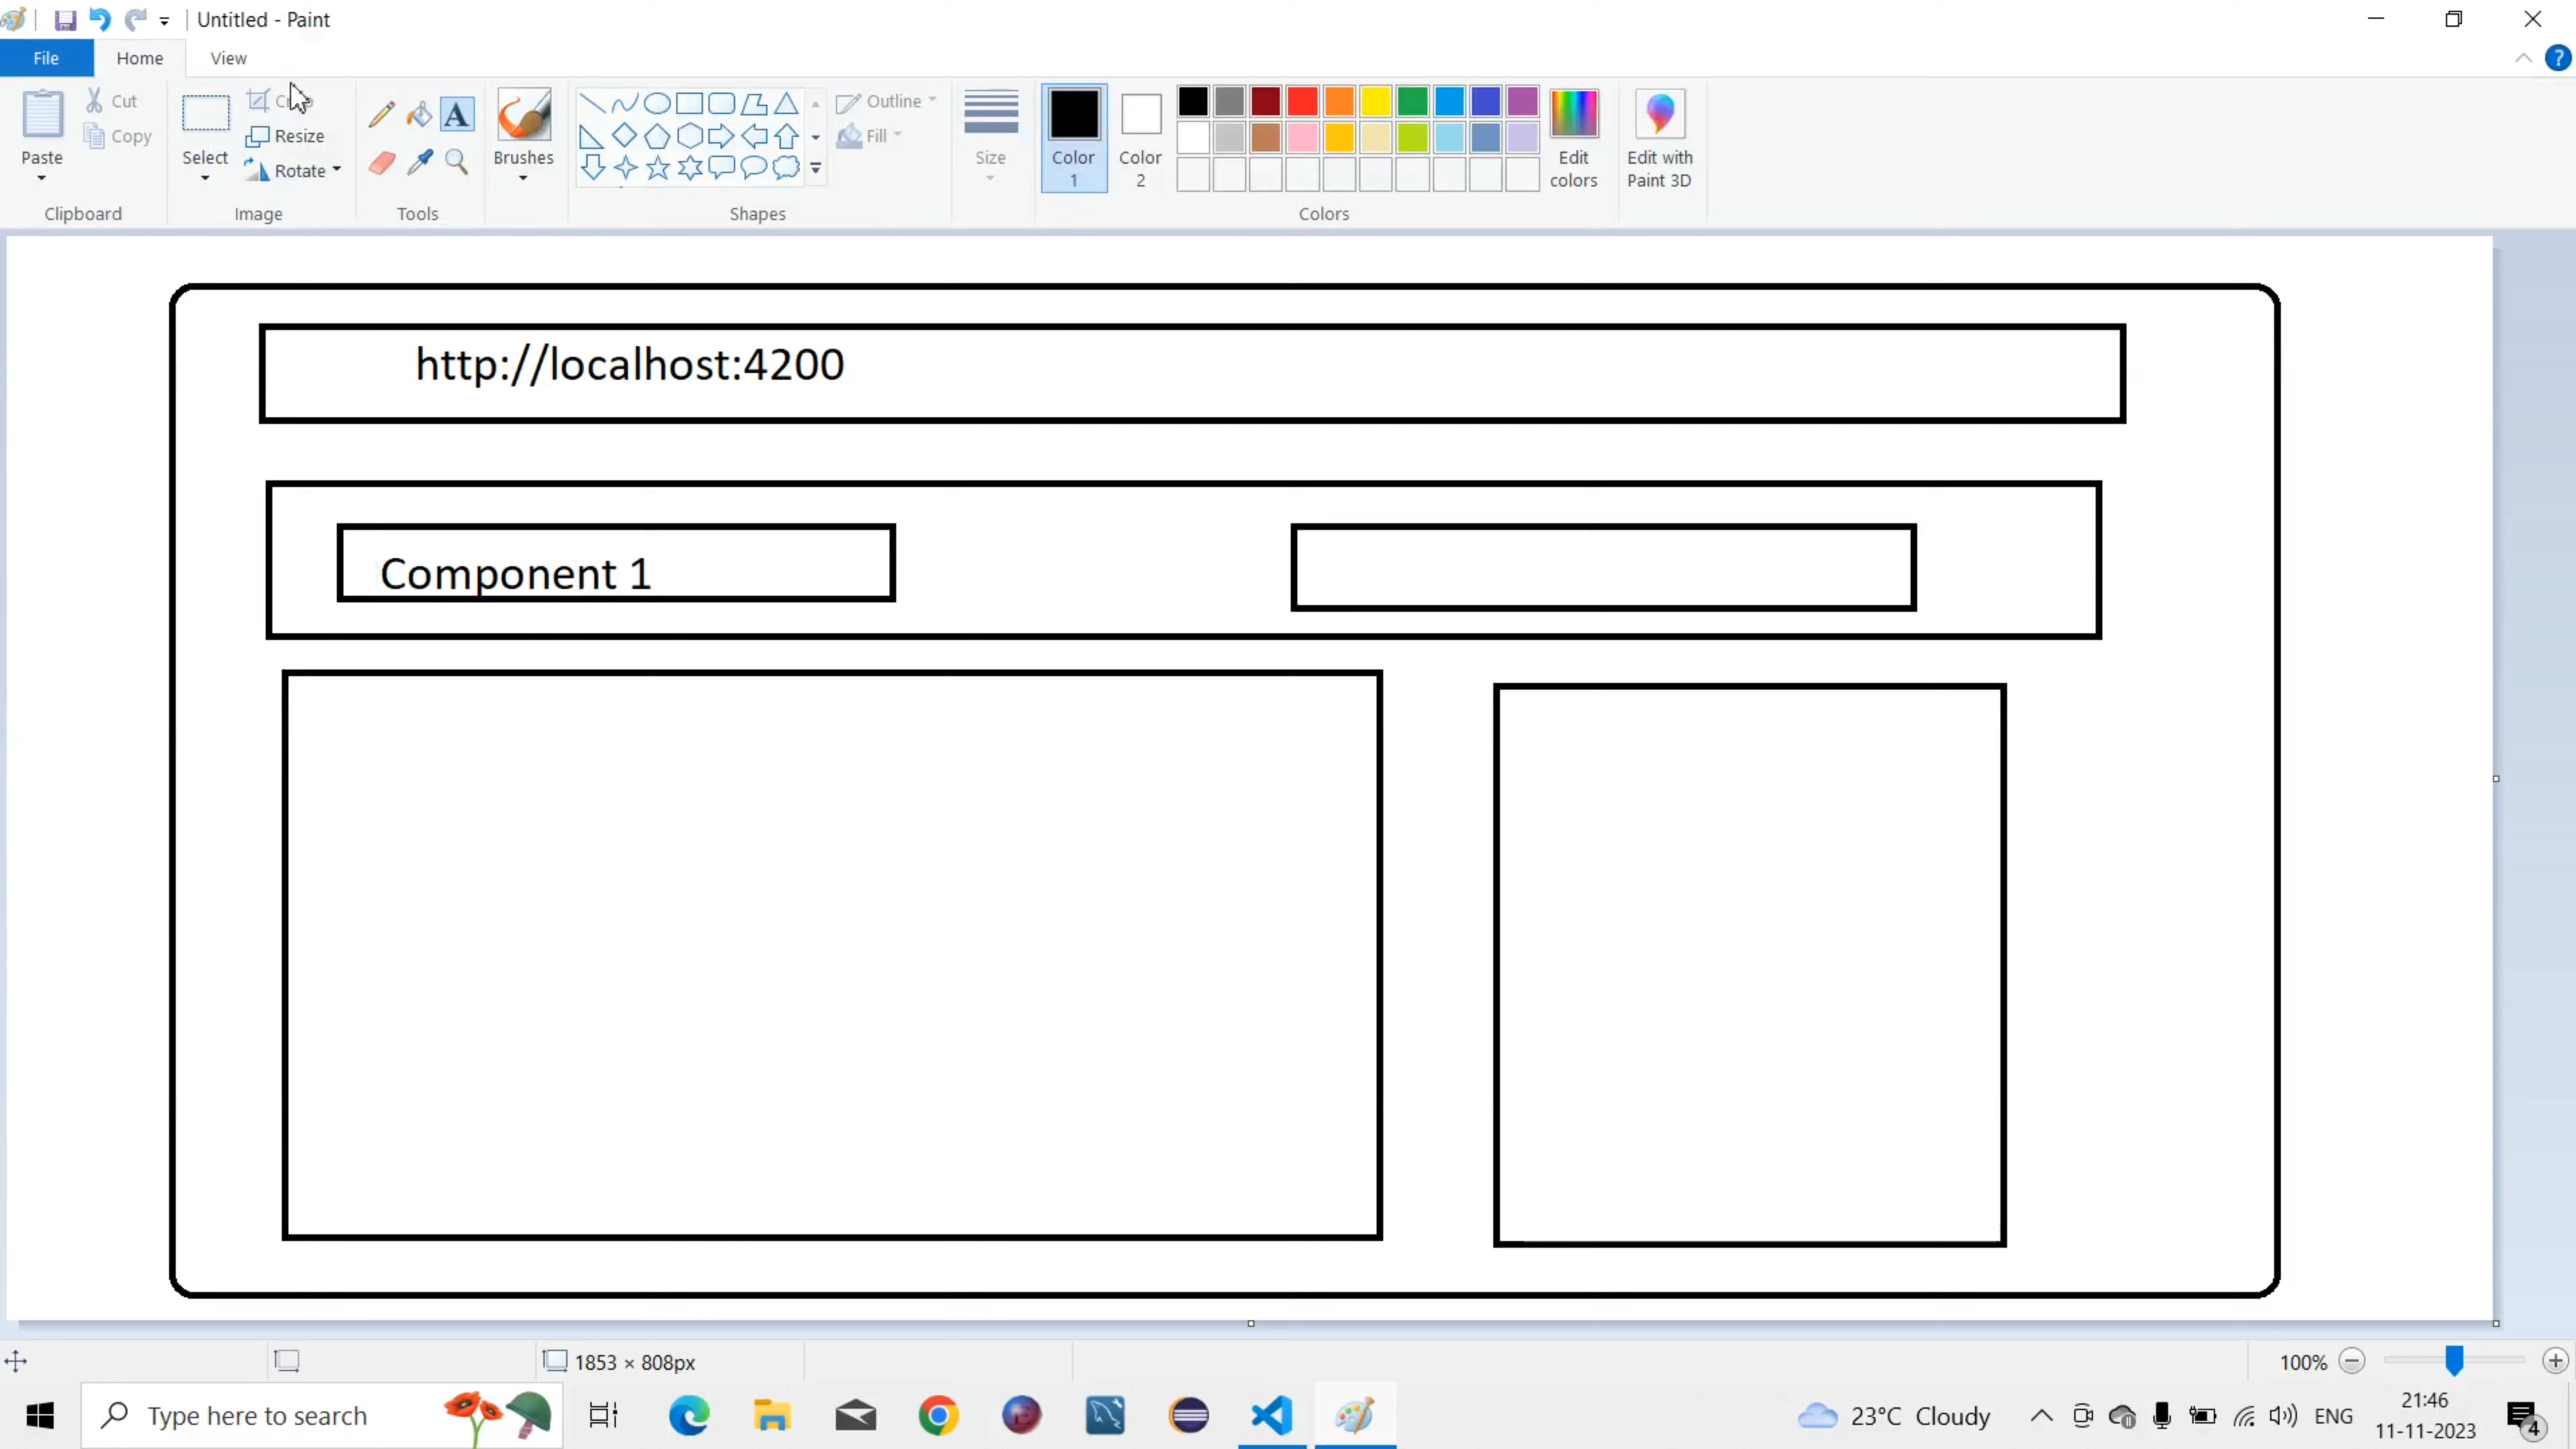 Untitled - Paint
File
Home
View
Cut
Copy
Paste
Clipboard
Select
Resize
Rotate
Image
A
Tools
Brushes
Outline
Fill
Shapes
Size
Color 1
Color 2
Edit colors
Colors
Edit with Paint 3D
?
http://localhost:4200
Component 1
1853 × 808px
100%
Type here to search
23°C Cloudy
ENG
21:46
11-11-2023
4